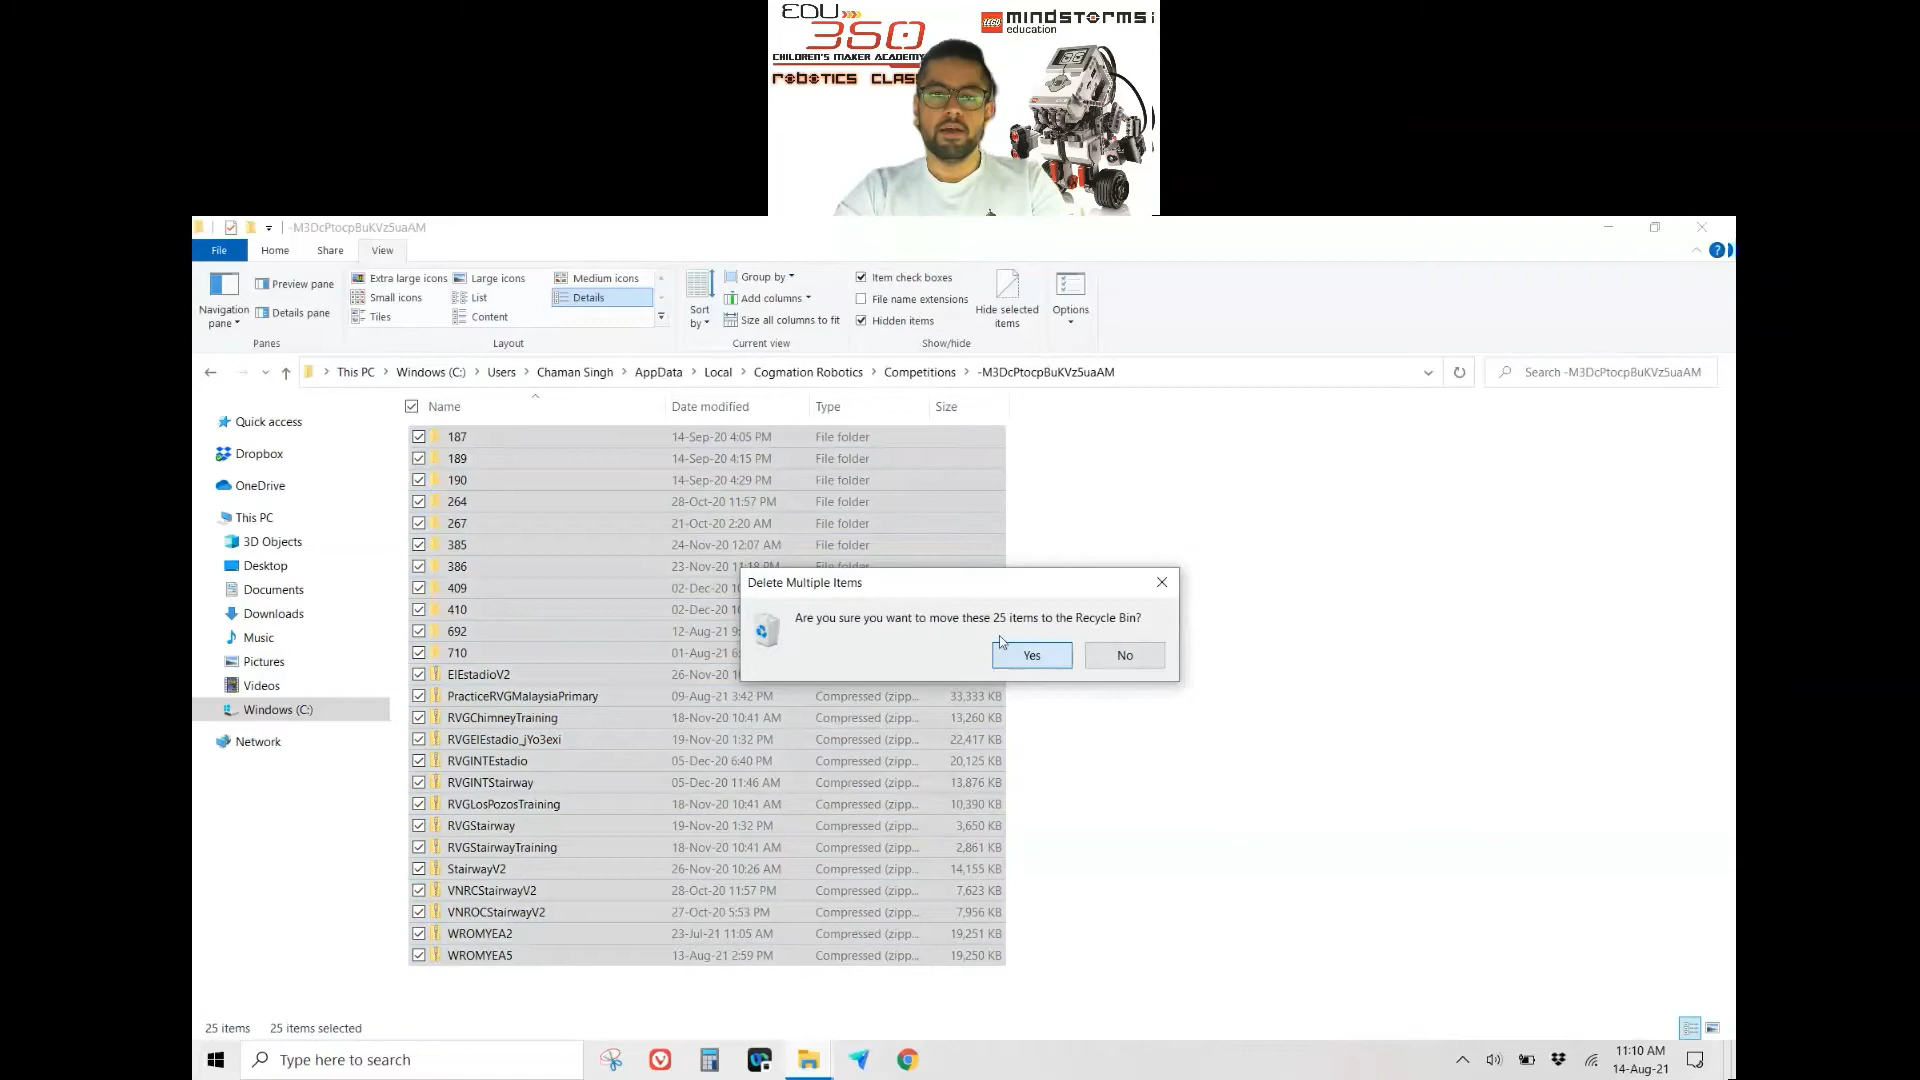 EDU
360
CHILDREN'S MAKER ACADEMY
ROBOTICS CLAS
LEGO mindstorms
education
-M3DcPtocpBuKVz5uaAM
File Home Share View
Navigation pane
Preview pane
Details pane
Panes
Extra large icons Large icons Medium icons
Small icons List Details
Tiles Content
Layout
Sort by
Group by
Add columns
Size all columns to fit
Current view
Item check boxes
File name extensions
Hidden items
Hide selected items
Show/hide
Options
This PC > Windows (C:) > Users > Chaman Singh > AppData > Local > Cogmation Robotics > Competitions > -M3DcPtocpBuKVz5uaAM
Search -M3DcPtocpBuKVz5uaAM
Quick access
Dropbox
OneDrive
This PC
3D Objects
Desktop
Documents
Downloads
Music
Pictures
Videos
Windows (C:)
Network
Name Date modified Type Size
187 14-Sep-20 4:05 PM File folder
189 14-Sep-20 4:15 PM File folder
190 14-Sep-20 4:29 PM File folder
264 28-Oct-20 11:57 PM File folder
267 21-Oct-20 2:20 AM File folder
385 24-Nov-20 12:07 AM File folder
386 23-Nov-20 11:18 PM File folder
409 02-Dec-20 10
410 02-Dec-20 10
692 12-Aug-21 9:
710 01-Aug-21 6:
ElEstadioV2 26-Nov-20 10
PracticeRVGMalaysiaPrimary 09-Aug-21 3:42 PM Compressed (zipp... 33,333 KB
RVGChimneyTraining 18-Nov-20 10:41 AM Compressed (zipp... 13,260 KB
RVGElEstadio_jYo3exi 19-Nov-20 1:32 PM Compressed (zipp... 22,417 KB
RVGINTEstadio 05-Dec-20 6:40 PM Compressed (zipp... 20,125 KB
RVGINTStairway 05-Dec-20 11:46 AM Compressed (zipp... 13,876 KB
RVGLosPozosTraining 18-Nov-20 10:41 AM Compressed (zipp... 10,390 KB
RVGStairway 19-Nov-20 1:32 PM Compressed (zipp... 3,650 KB
RVGStairwayTraining 18-Nov-20 10:41 AM Compressed (zipp... 2,861 KB
StairwayV2 26-Nov-20 10:26 AM Compressed (zipp... 14,155 KB
VNRCStairwayV2 28-Oct-20 11:57 PM Compressed (zipp... 7,623 KB
VNROCStairwayV2 27-Oct-20 5:53 PM Compressed (zipp... 7,956 KB
WROMYEA2 23-Jul-21 11:05 AM Compressed (zipp... 19,251 KB
WROMYEA5 13-Aug-21 2:59 PM Compressed (zipp... 19,250 KB
Delete Multiple Items
Are you sure you want to move these 25 items to the Recycle Bin?
Yes No
25 items 25 items selected
Type here to search
11:10 AM
14-Aug-21